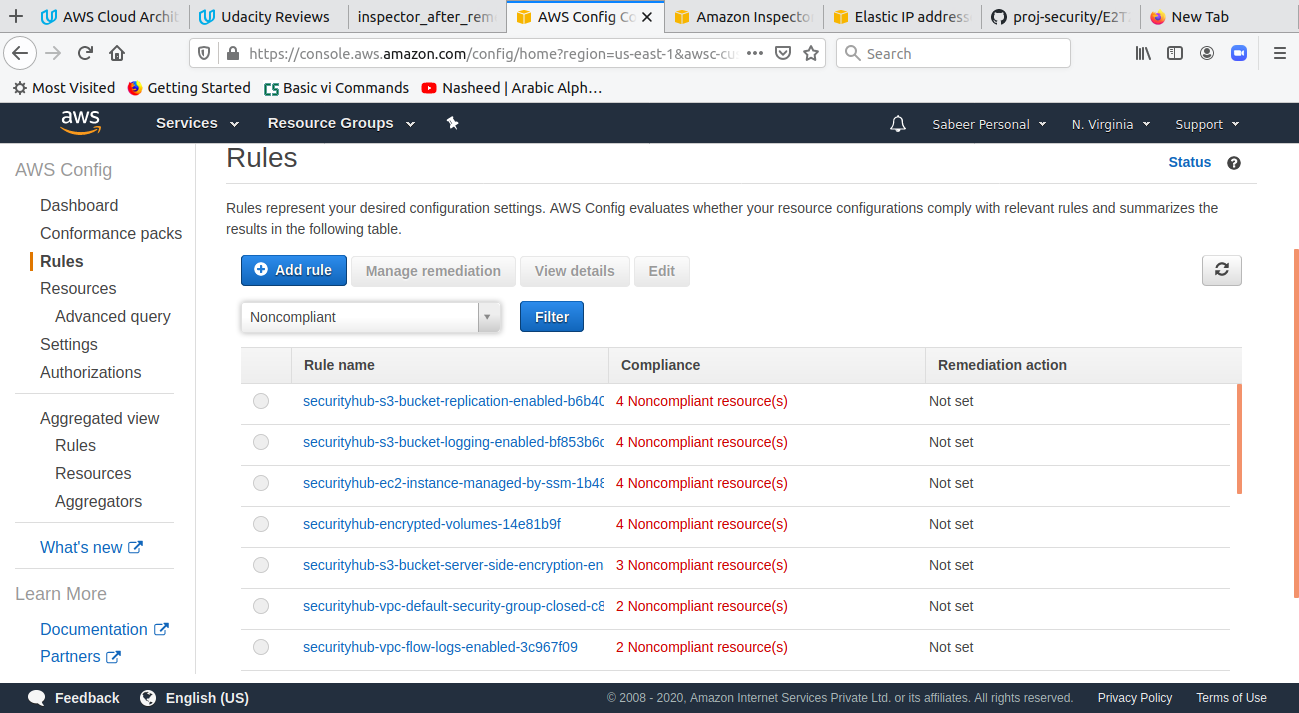 AWS Cloud Archit
Udacity Reviews
inspector_after_rem
AWS Config Co
Amazon Inspector
Elastic IP address
proj-security/E2T
New Tab
https://console.aws.amazon.com/config/home?region=us-east-1&awsc-cu
Search
Most Visited
Getting Started
Basic vi Commands
Nasheed | Arabic Alph…
aws
Services
Resource Groups
Sabeer Personal
N. Virginia
Support
AWS Config
Dashboard
Conformance packs
Rules
Resources
Advanced query
Settings
Authorizations
Aggregated view
Rules
Resources
Aggregators
What's new
Learn More
Documentation
Partners
Rules
Status
Rules represent your desired configuration settings. AWS Config evaluates whether your resource configurations comply with relevant rules and summarizes the
results in the following table.
Add rule
Manage remediation
View details
Edit
Noncompliant
Filter
Rule name Compliance Remediation action
securityhub-s3-bucket-replication-enabled-b6b40 4 Noncompliant resource(s) Not set
securityhub-s3-bucket-logging-enabled-bf853b6c 4 Noncompliant resource(s) Not set
securityhub-ec2-instance-managed-by-ssm-1b48 4 Noncompliant resource(s) Not set
securityhub-encrypted-volumes-14e81b9f 4 Noncompliant resource(s) Not set
securityhub-s3-bucket-server-side-encryption-en 3 Noncompliant resource(s) Not set
securityhub-vpc-default-security-group-closed-c8 2 Noncompliant resource(s) Not set
securityhub-vpc-flow-logs-enabled-3c967f09 2 Noncompliant resource(s) Not set
Feedback
English (US)
© 2008 - 2020, Amazon Internet Services Private Ltd. or its affiliates. All rights reserved.
Privacy Policy
Terms of Use